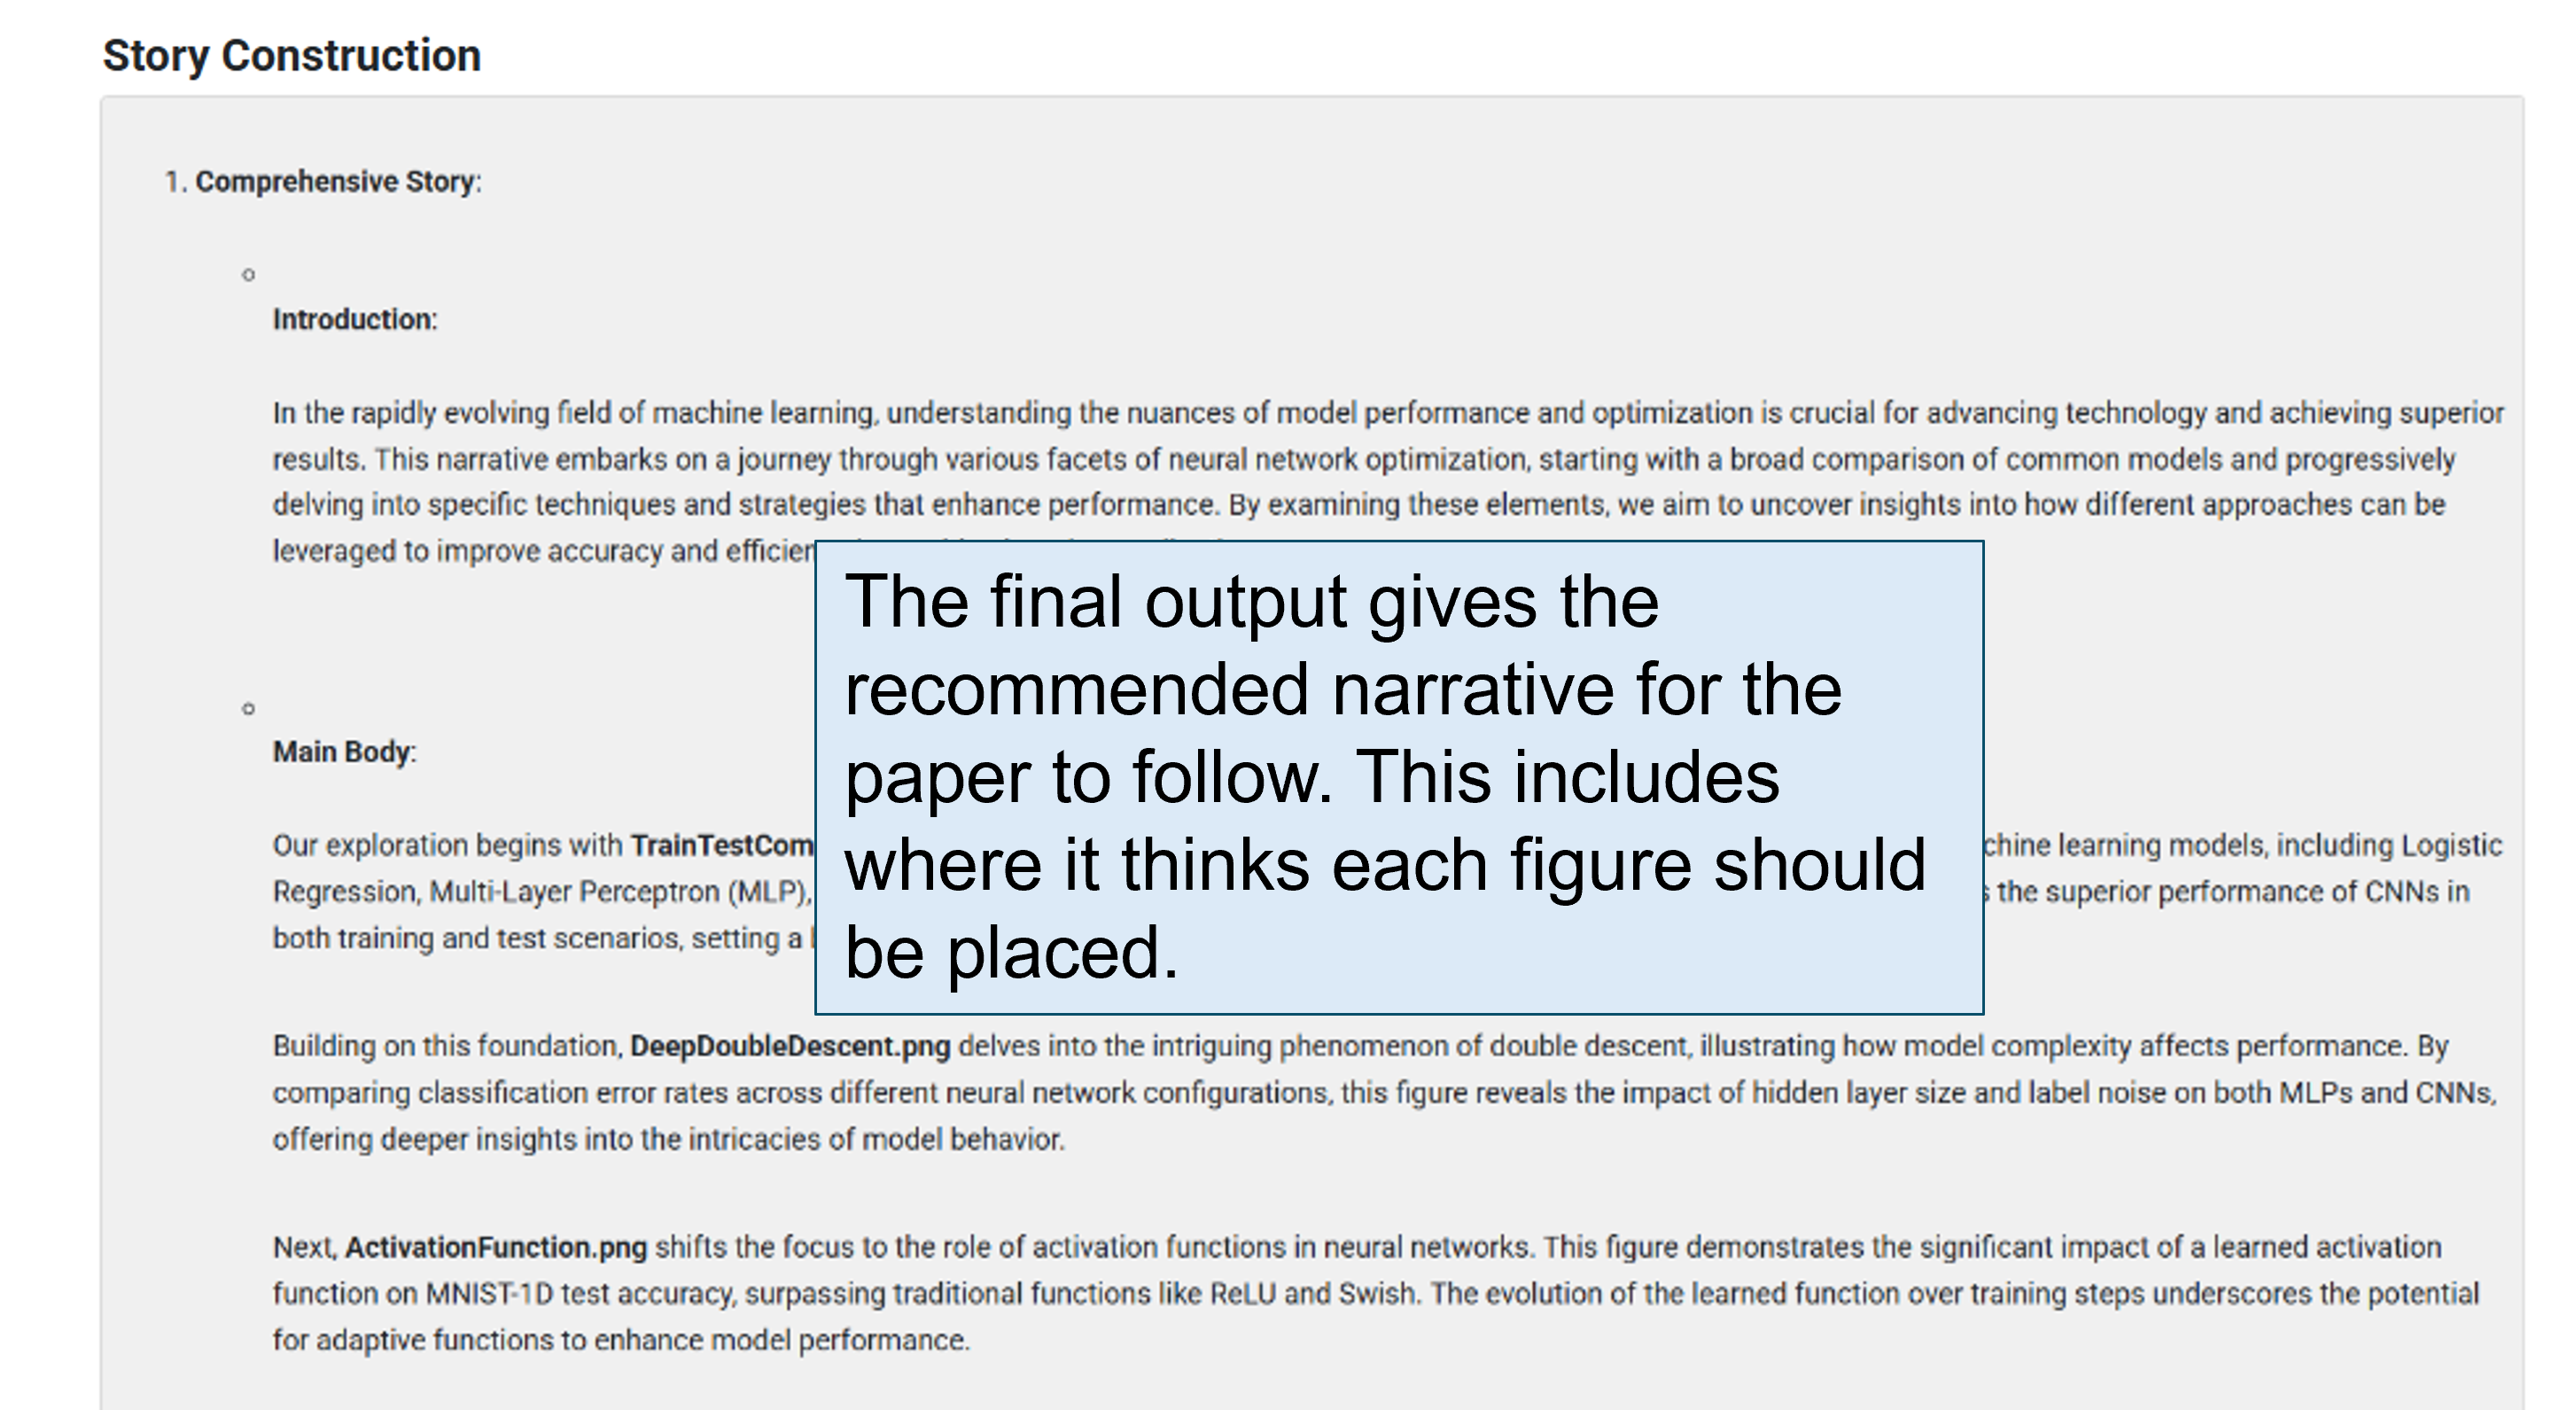 Story Construction
1. Comprehensive Story:
Introduction:
In the rapidly evolving field of machine learning, understanding the nuances of model performance and optimization is crucial for advancing technology and achieving superior
results. This narrative embarks on a journey through various facets of neural network optimization, starting with a broad comparison of common models and progressively
delving into specific techniques and strategies that enhance performance. By examining these elements, we aim to uncover insights into how different approaches can be
leveraged to improve accuracy and
The final output gives the
recommended narrative for the
paper to follow. This includes
where it thinks each figure should
be placed.
Main Body:
Our exploration begins with learning models, including Logistic
Regression, Multi-Layer Perceptron (MLP), the superior performance of CNNs in
both training and test scenarios, setting a
Building on this foundation, DeepDoubleDescent.png delves into the intriguing phenomenon of double descent, illustrating how model complexity affects performance. By
comparing classification error rates across different neural network configurations, this figure reveals the impact of hidden layer size and label noise on both MLPs and CNNs,
offering deeper insights into the intricacies of model behavior.
Next, ActivationFunction.png shifts the focus to the role of activation functions in neural networks. This figure demonstrates the significant impact of a learned activation
function on MNIST-1D test accuracy, surpassing traditional functions like ReLU and Swish. The evolution of the learned function over training steps underscores the potential
for adaptive functions to enhance model performance.